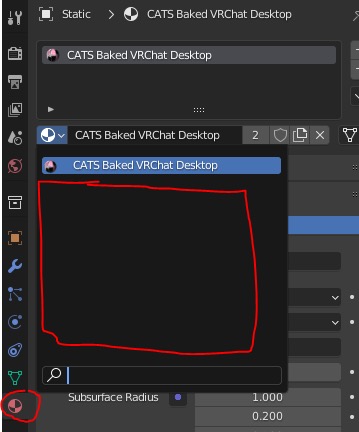 Static > CATS Baked VRChat Desktop
CATS Baked VRChat Desktop
CATS Baked VRChat Desktop 2
CATS Baked VRChat Desktop
Subsurface Radius 1.000
0.200